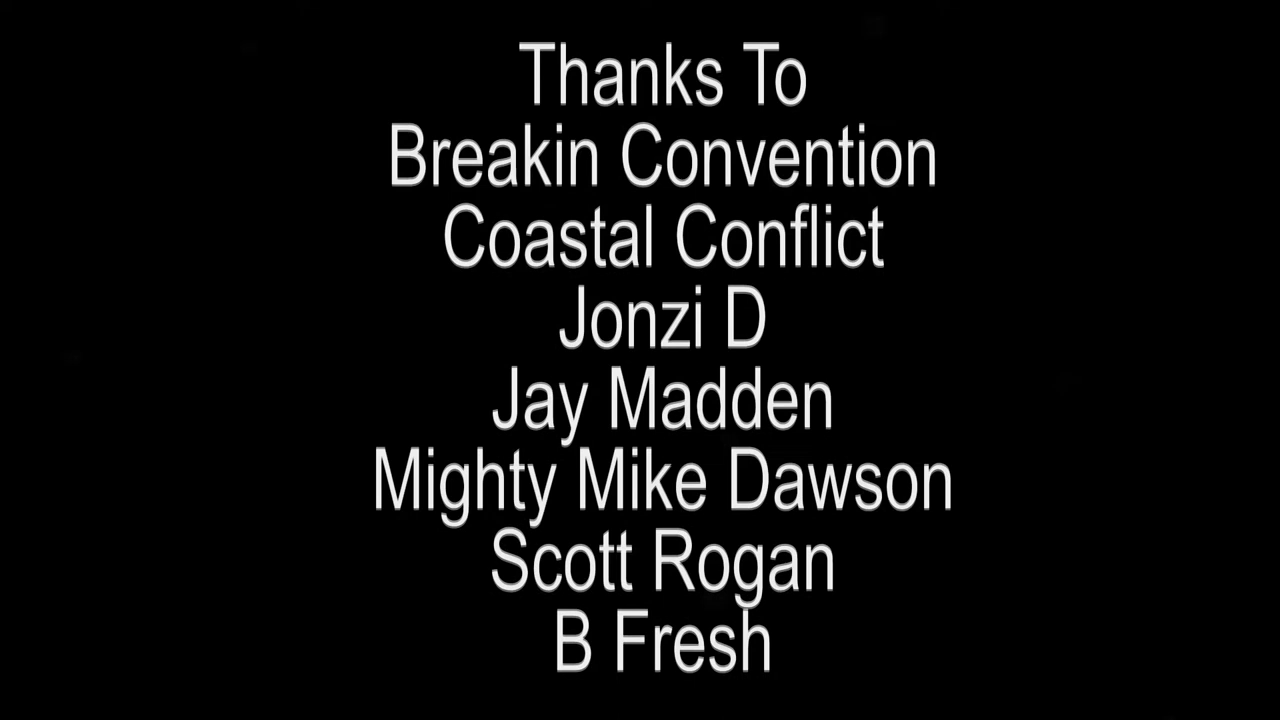 Thanks To
Breakin Convention
Coastal Conflict
Jonzi D
Jay Madden
Mighty Mike Dawson
Scott Rogan
B Fresh